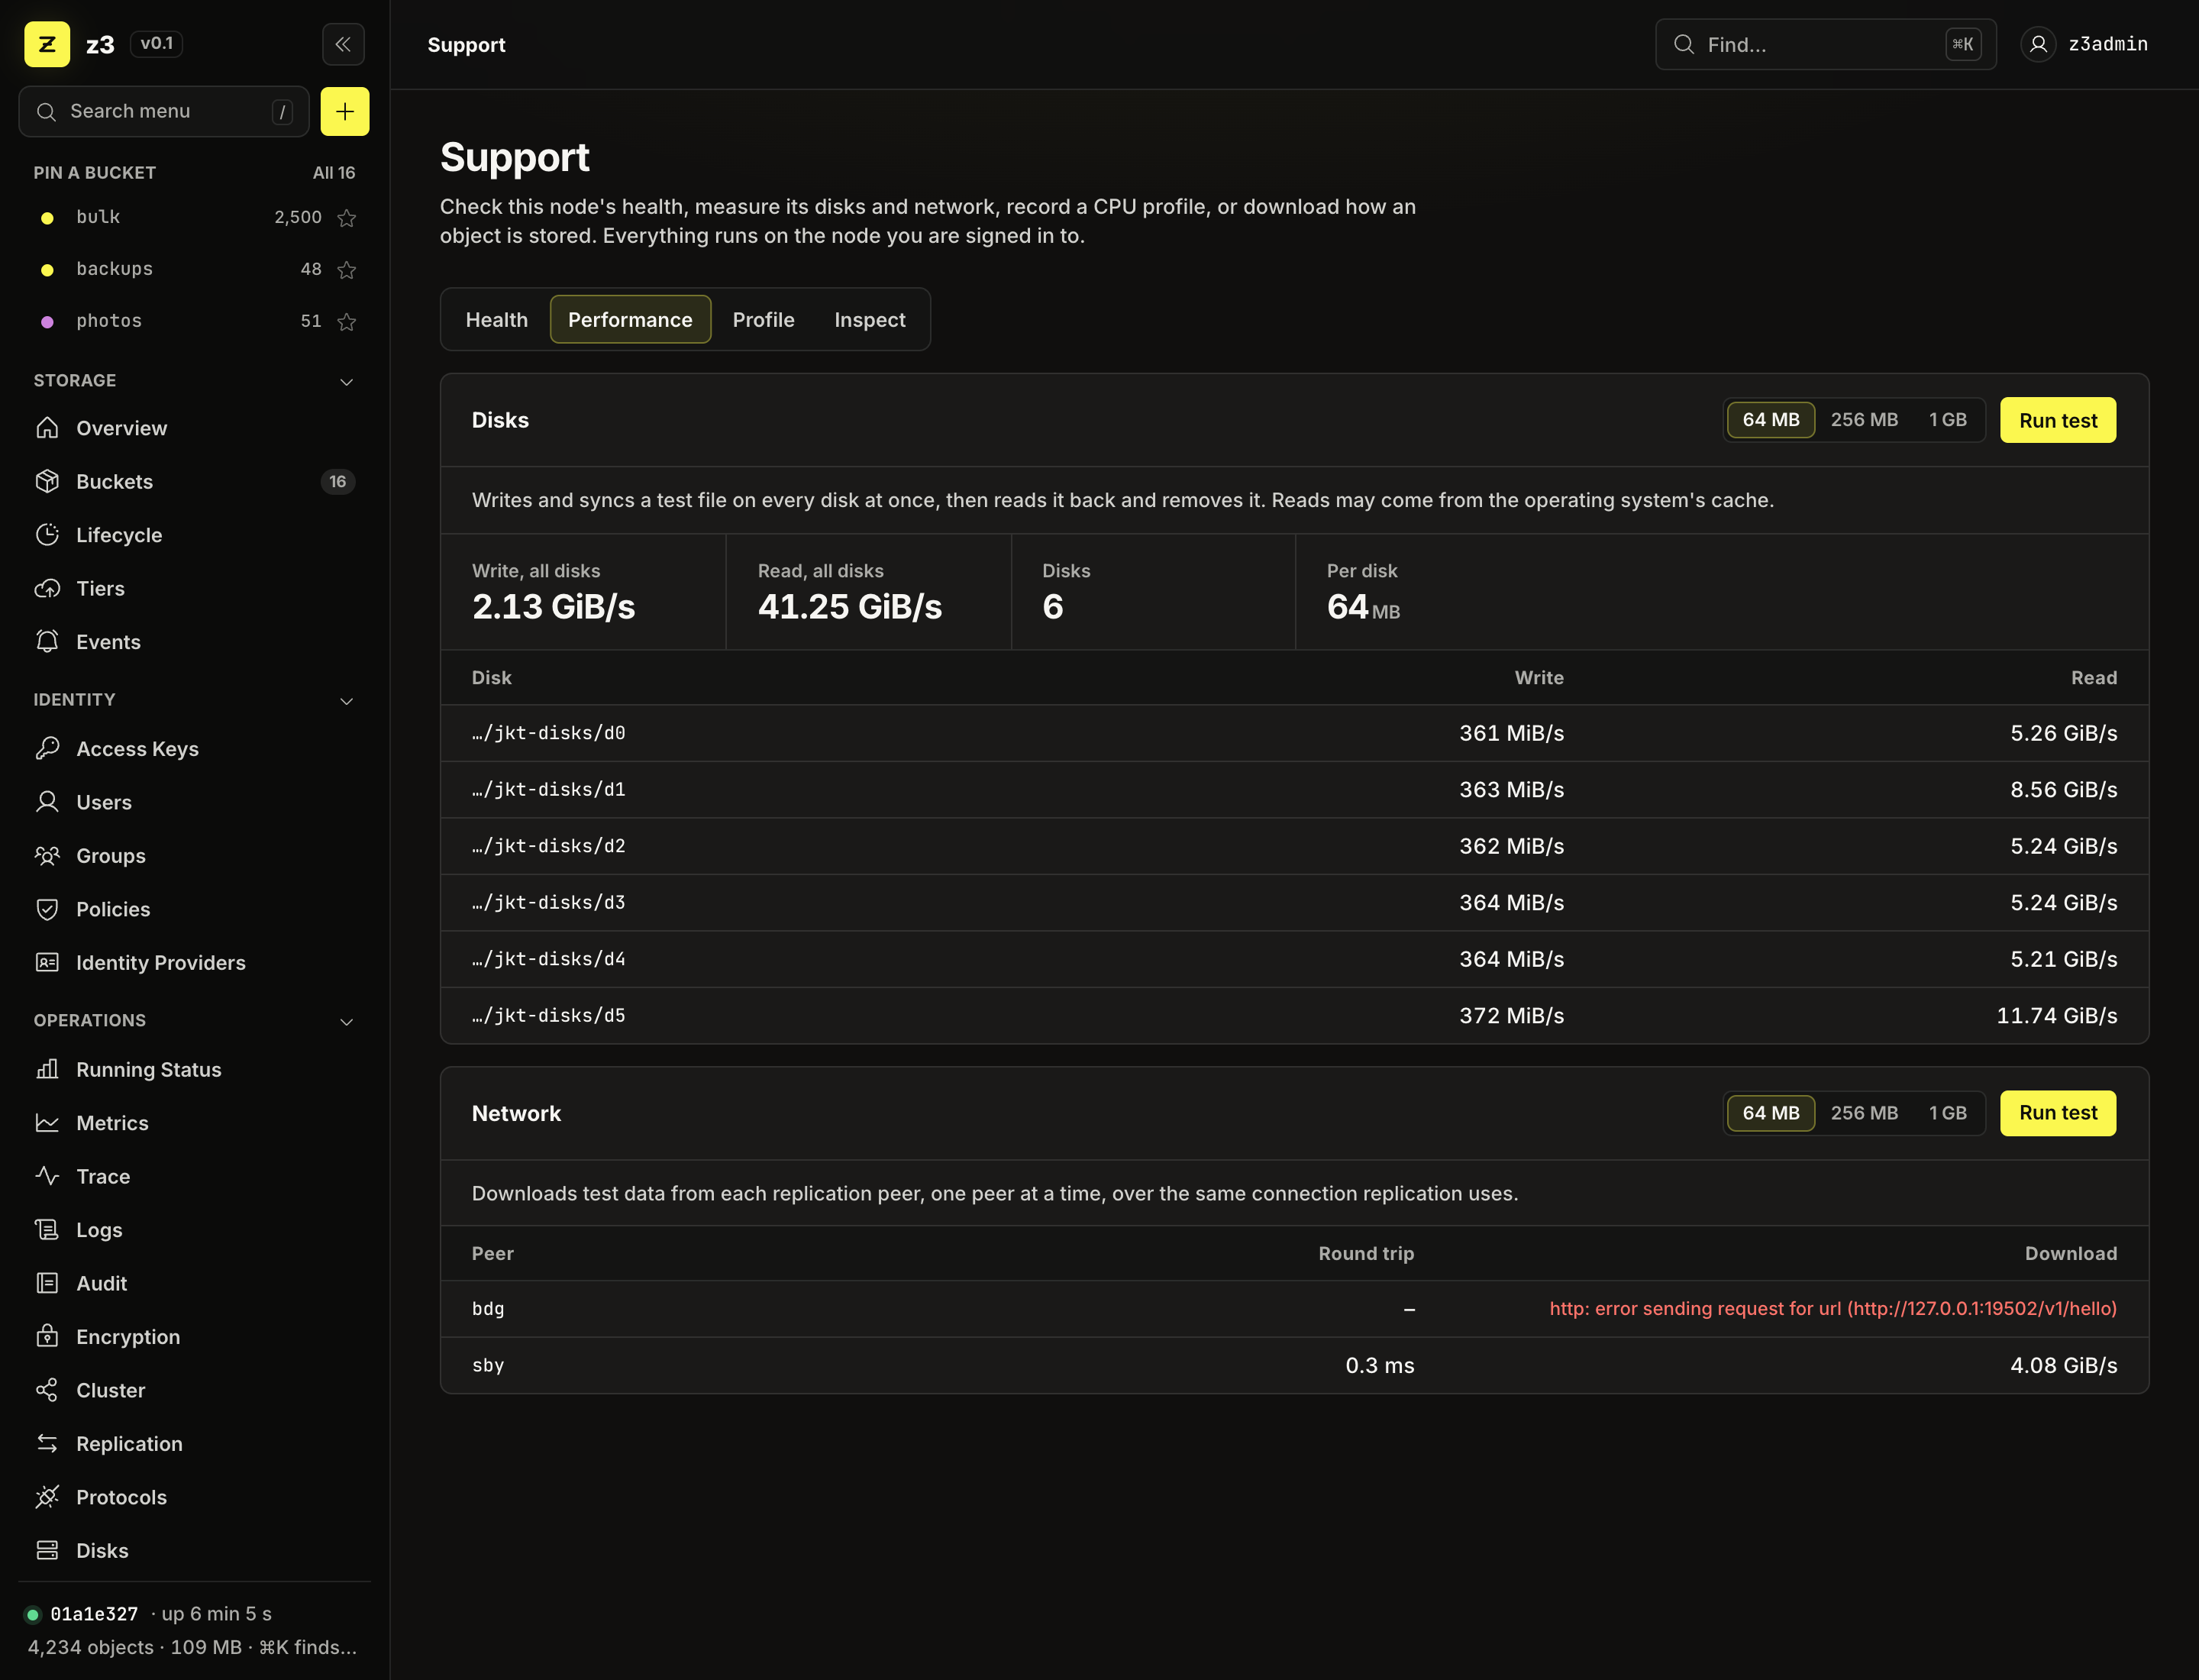 z3 v0.1
Search menu /
PIN A BUCKET All 16
bulk 2,500
backups 48
photos 51
STORAGE
Overview
Buckets 16
Lifecycle
Tiers
Events
IDENTITY
Access Keys
Users
Groups
Policies
Identity Providers
OPERATIONS
Running Status
Metrics
Trace
Logs
Audit
Encryption
Cluster
Replication
Protocols
Disks
01a1e327 · up 6 min 5 s
4,234 objects · 109 MB · ⌘K finds...
Support
Find... ⌘K
z3admin
Support
Check this node's health, measure its disks and network, record a CPU profile, or download how an
object is stored. Everything runs on the node you are signed in to.
Health Performance Profile Inspect
Disks 64 MB 256 MB 1 GB Run test
Writes and syncs a test file on every disk at once, then reads it back and removes it. Reads may come from the operating system's cache.
Write, all disks Read, all disks Disks Per disk
2.13 GiB/s 41.25 GiB/s 6 64 MB
Disk Write Read
…/jkt-disks/d0 361 MiB/s 5.26 GiB/s
…/jkt-disks/d1 363 MiB/s 8.56 GiB/s
…/jkt-disks/d2 362 MiB/s 5.24 GiB/s
…/jkt-disks/d3 364 MiB/s 5.24 GiB/s
…/jkt-disks/d4 364 MiB/s 5.21 GiB/s
…/jkt-disks/d5 372 MiB/s 11.74 GiB/s
Network 64 MB 256 MB 1 GB Run test
Downloads test data from each replication peer, one peer at a time, over the same connection replication uses.
Peer Round trip Download
bdg – http: error sending request for url (http://127.0.0.1:19502/v1/hello)
sby 0.3 ms 4.08 GiB/s